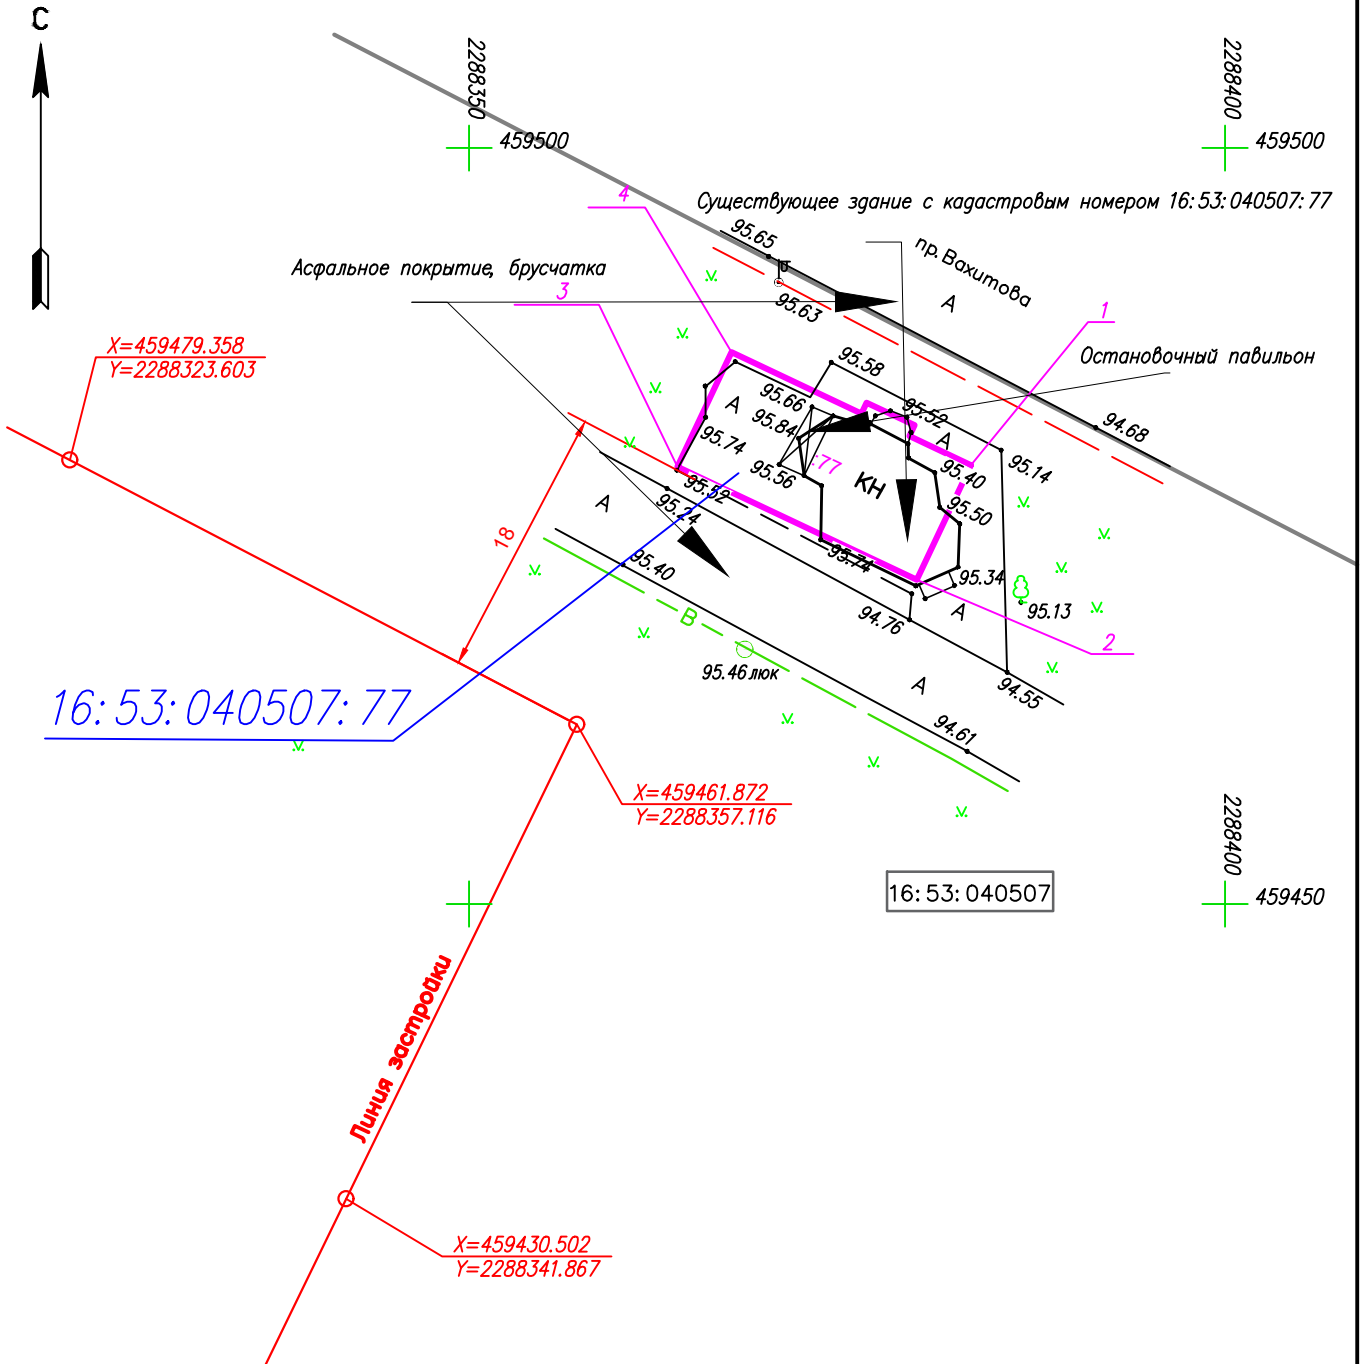 С
2288350
459500
2288400
459500
4
Существующее здание с кадастровым номером 16:53:040507:77
95.65
пр.Вахитова
Асфальное покрытие, брусчатка
3
95.63
А
1
Остановочный павильон
X=459479.358
Y=2288323.603
95.58
95.66
А
95.84
95.52
А
94.68
95.74
95.56
:77
КН
95.40
95.14
95.52
95.24
А
95.50
18
95.74
95.40
95.34
95.13
В
94.76
А
2
95.46люк
А
94.55
16:53:040507:77
94.61
X=459461.872
Y=2288357.116
2288400
16:53:040507
459450
Линия застройки
X=459430.502
Y=2288341.867